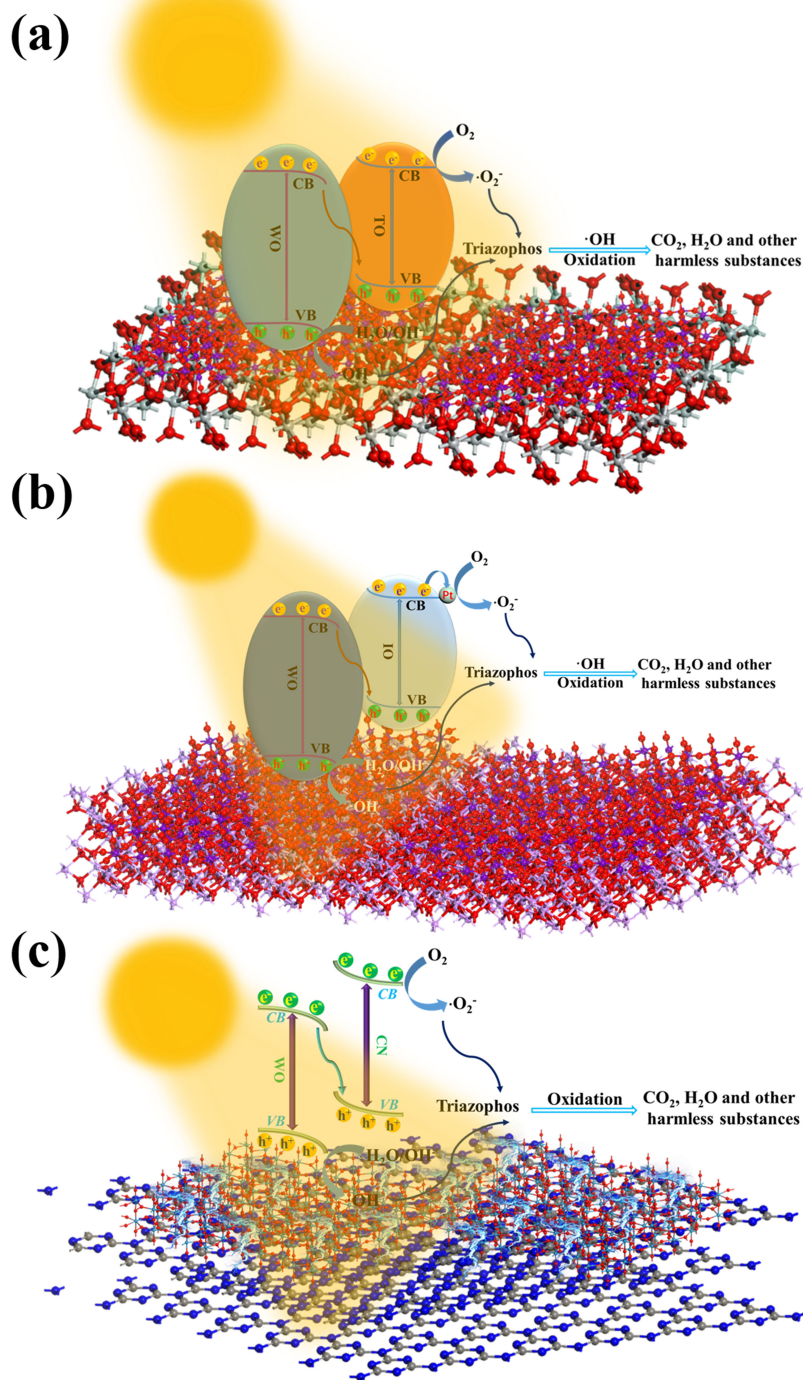 (a)
O₂
e⁻ e⁻ e⁻
e⁻ e⁻ e⁻
CB
CB
·O₂⁻
WO
TO
Triazophos
·OH
Oxidation
CO₂, H₂O and other
harmless substances
VB
h⁺ h⁺ h⁺
VB
h⁺ h⁺ h⁺
H₂O/OH⁻
·OH
(b)
O₂
e⁻ e⁻ e⁻
Pt
CB
·O₂⁻
e⁻ e⁻ e⁻
CB
IO
WO
Triazophos
·OH
Oxidation
CO₂, H₂O and other
harmless substances
VB
h⁺ h⁺ h⁺
VB
h⁺ h⁺ h⁺
H₂O/OH⁻
·OH
(c)
O₂
e⁻ e⁻ e⁻
CB
·O₂⁻
e⁻ e⁻ e⁻
CB
CN
WO
VB
h⁺ h⁺ h⁺
Triazophos
Oxidation
CO₂, H₂O and other
harmless substances
VB
h⁺ h⁺ h⁺
H₂O/OH⁻
·OH